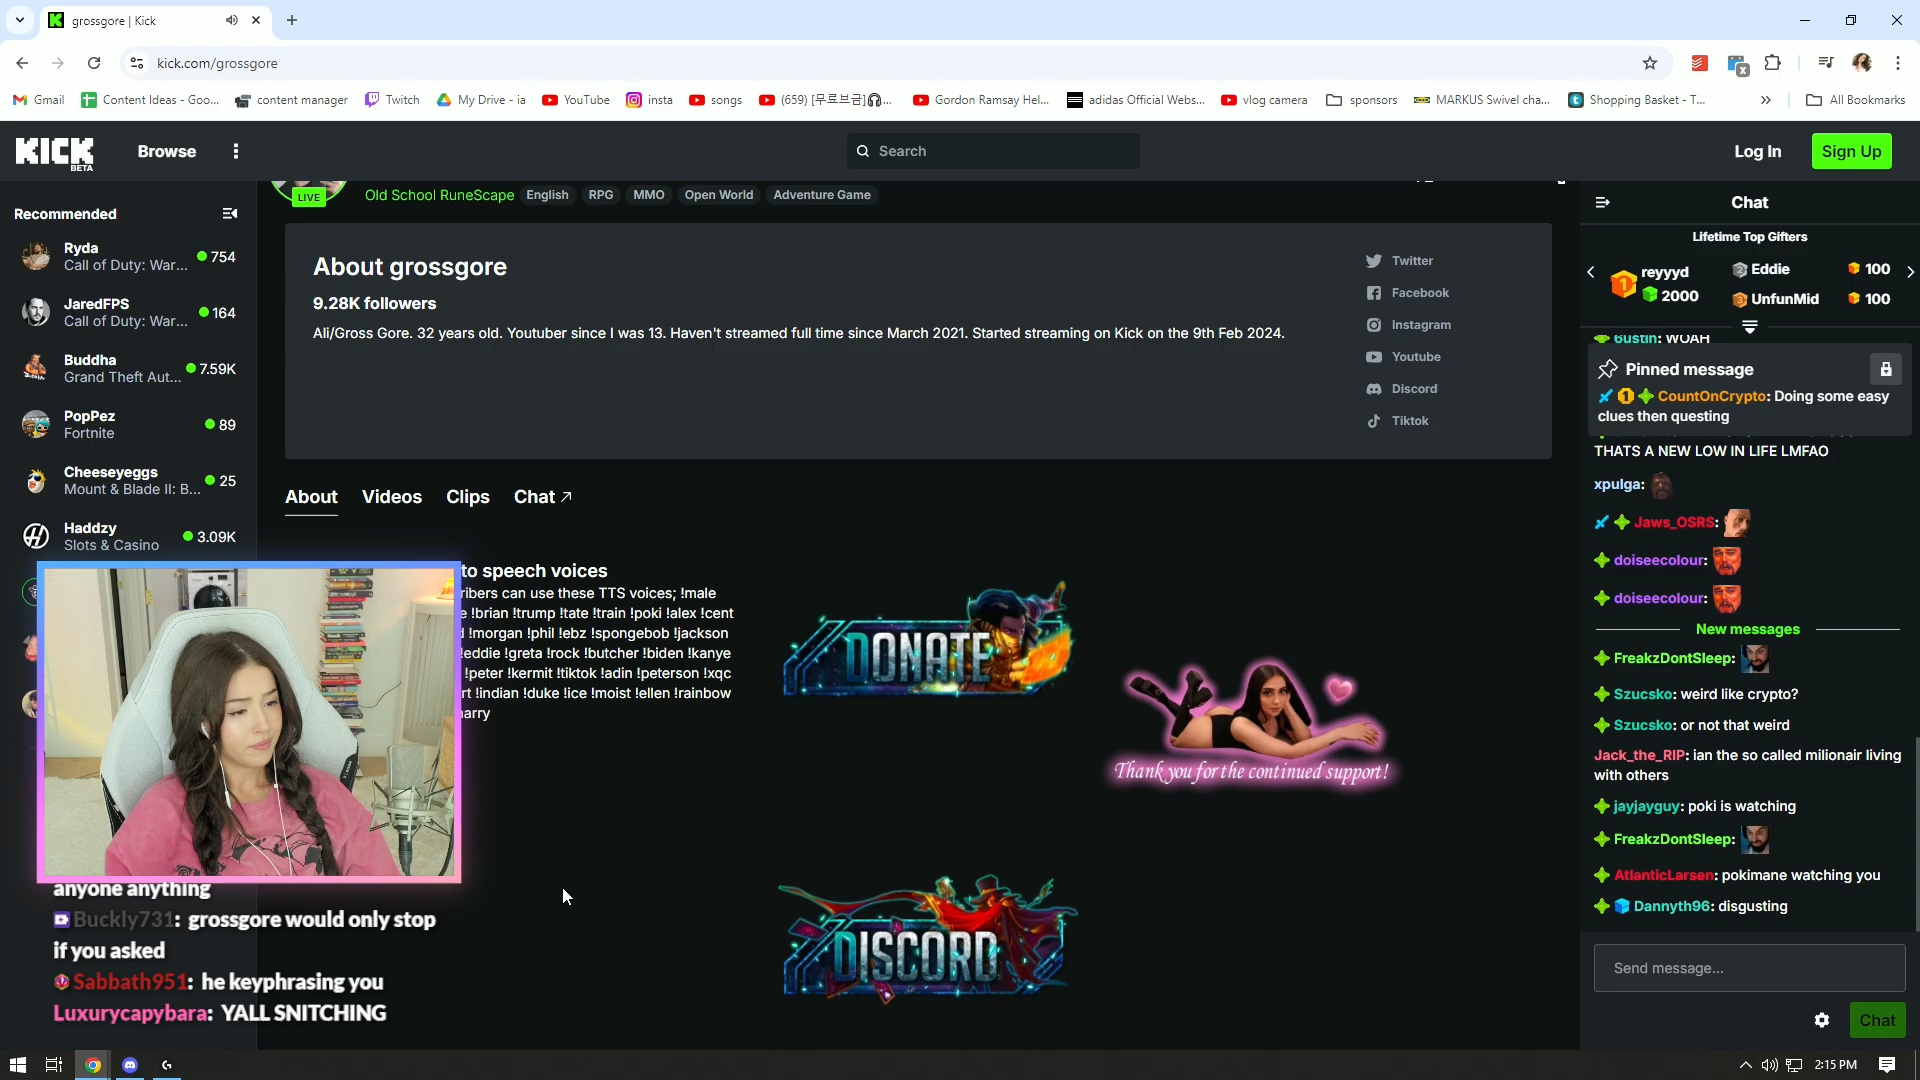 grossgore | Kick
kick.com/grossgore
Gmail
Content Ideas - Goo...
content manager
Twitch
My Drive - ia
YouTube
insta
songs
(659) [무료브금]🎧...
Gordon Ramsay Hel...
adidas Official Webs...
vlog camera
sponsors
MARKUS Swivel cha...
Shopping Basket - T...
»
All Bookmarks
KICK
BETA
Browse
Search
Log In
Sign Up
Recommended
Ryda
Call of Duty: War...
754
JaredFPS
Call of Duty: War...
164
Buddha
Grand Theft Aut...
7.59K
PopPez
Fortnite
89
Cheeseyeggs
Mount & Blade II: B...
25
Haddzy
Slots & Casino
3.09K
LIVE
Old School RuneScape
English
RPG
MMO
Open World
Adventure Game
About grossgore
9.28K followers
Ali/Gross Gore. 32 years old. Youtuber since I was 13. Haven't streamed full time since March 2021. Started streaming on Kick on the 9th Feb 2024.
Twitter
Facebook
Instagram
Youtube
Discord
Tiktok
About
Videos
Clips
Chat ↗
to speech voices
ribers can use these TTS voices; !male
!brian !trump !tate !train !poki !alex !cent
!morgan !phil !ebz !spongebob !jackson
!eddie !greta !rock !butcher !biden !kanye
!peter !kermit !tiktok !adin !peterson !xqc
rt !indian !duke !ice !moist !ellen !rainbow
arry
DONATE
Thank you for the continued support!
DISCORD
anyone anything
Buckly731: grossgore would only stop
if you asked
Sabbath951: he keyphrasing you
Luxurycapybara: YALL SNITCHING
Chat
Lifetime Top Gifters
1
reyyyd
2000
Eddie
100
UnfunMid
100
6ustin: WOAH
Pinned message
1 CountOnCrypto: Doing some easy
clues then questing
THATS A NEW LOW IN LIFE LMFAO
xpulga:
Jaws_OSRS:
doiseecolour:
doiseecolour:
New messages
FreakzDontSleep:
Szucsko: weird like crypto?
Szucsko: or not that weird
Jack_the_RIP: ian the so called milionair living
with others
jayjayguy: poki is watching
FreakzDontSleep:
AtlanticLarsen: pokimane watching you
Dannyth96: disgusting
Send message...
Chat
2:15 PM